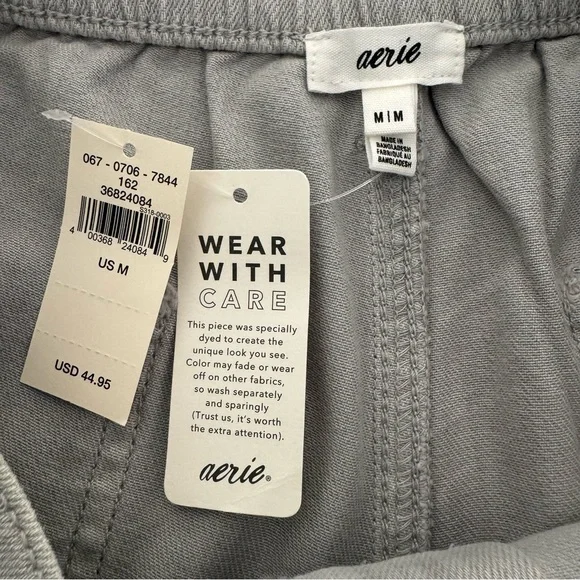 aerie
M|M
MADE IN
BANGLADESH
FABRIQUÉ AU
BANGLADESH
067 - 0706 - 7844
162
36824084
S318-0003
4 00368 24084 9
US M
USD 44.95
WEAR
WITH
CARE
This piece was specially
dyed to create the
unique look you see.
Color may fade or wear
off on other fabrics,
so wash separately
and sparingly
(Trust us, it's worth
the extra attention).
aerie®